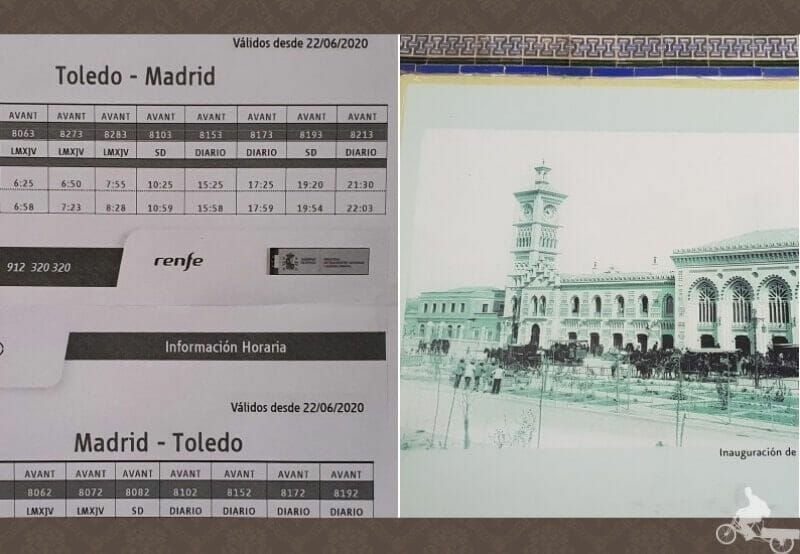 Válidos desde 22/06/2020
Toledo - Madrid
AVANT AVANT AVANT AVANT AVANT AVANT AVANT AVANT
8063 8273 8283 8103 8153 8173 8193 8213
LMXJV LMXJV LMXJV SD DIARIO DIARIO SD DIARIO
6:25 6:50 7:55 10:25 15:25 17:25 19:20 21:30
6:58 7:23 8:28 10:59 15:58 17:59 19:54 22:03
912 320 320
renfe
Información Horaria
Válidos desde 22/06/2020
Madrid - Toledo
AVANT AVANT AVANT AVANT AVANT AVANT AVANT
8062 8072 8082 8102 8152 8172 8192
LMXJV LMXJV SD DIARIO DIARIO DIARIO DIARIO
Inauguración de